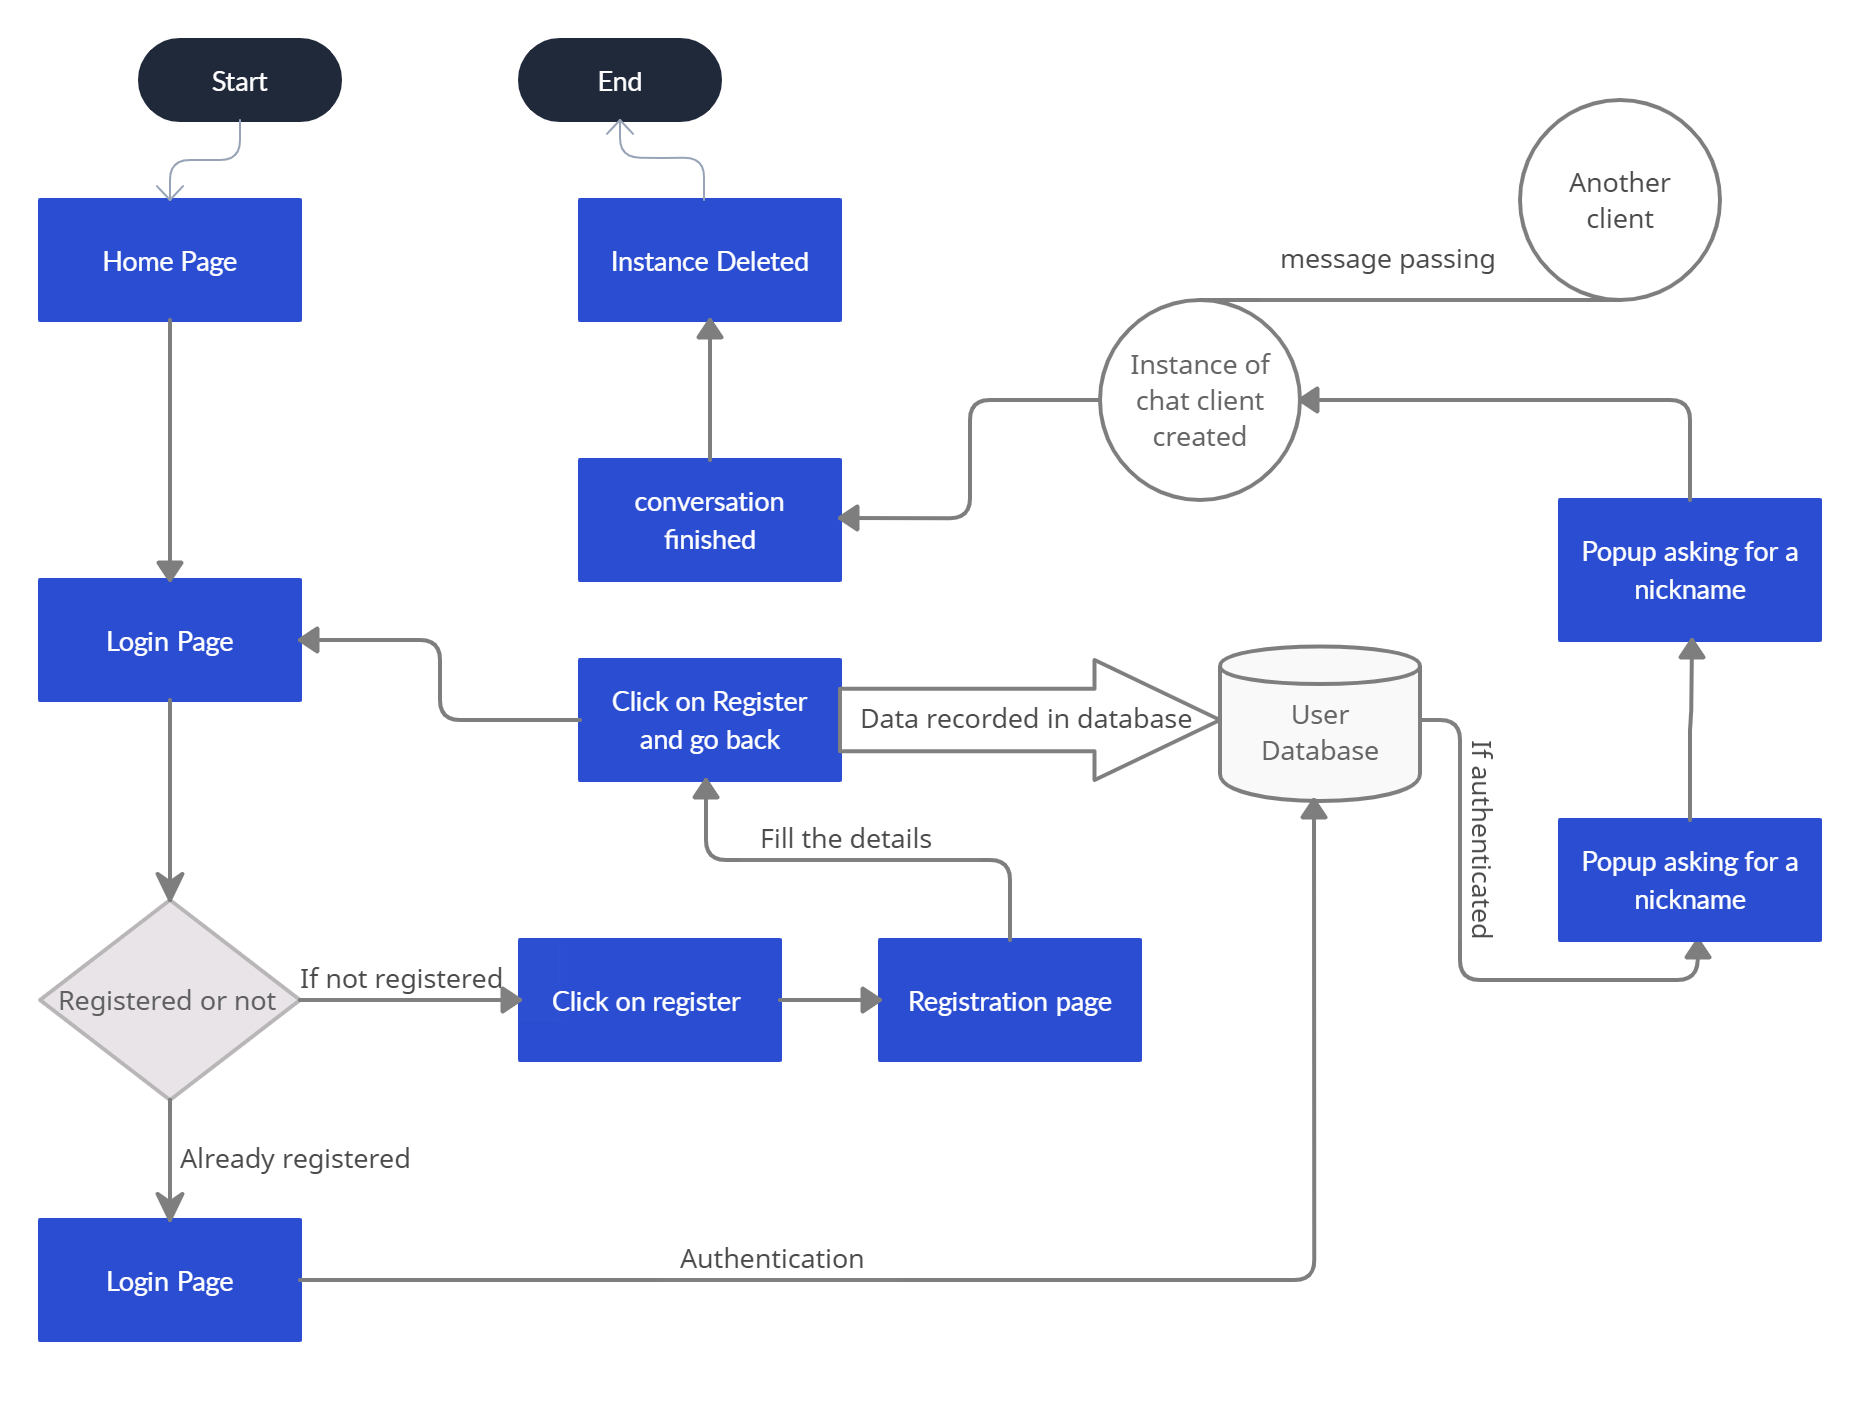 Start
End
Home Page
Instance Deleted
Another
client
message passing
Instance of
chat client
created
conversation
finished
Popup asking for a
nickname
Login Page
Click on Register
and go back
Data recorded in database
User
Database
If authenticated
Fill the details
Popup asking for a
nickname
Registered or not
If not registered
Click on register
Registration page
Already registered
Login Page
Authentication